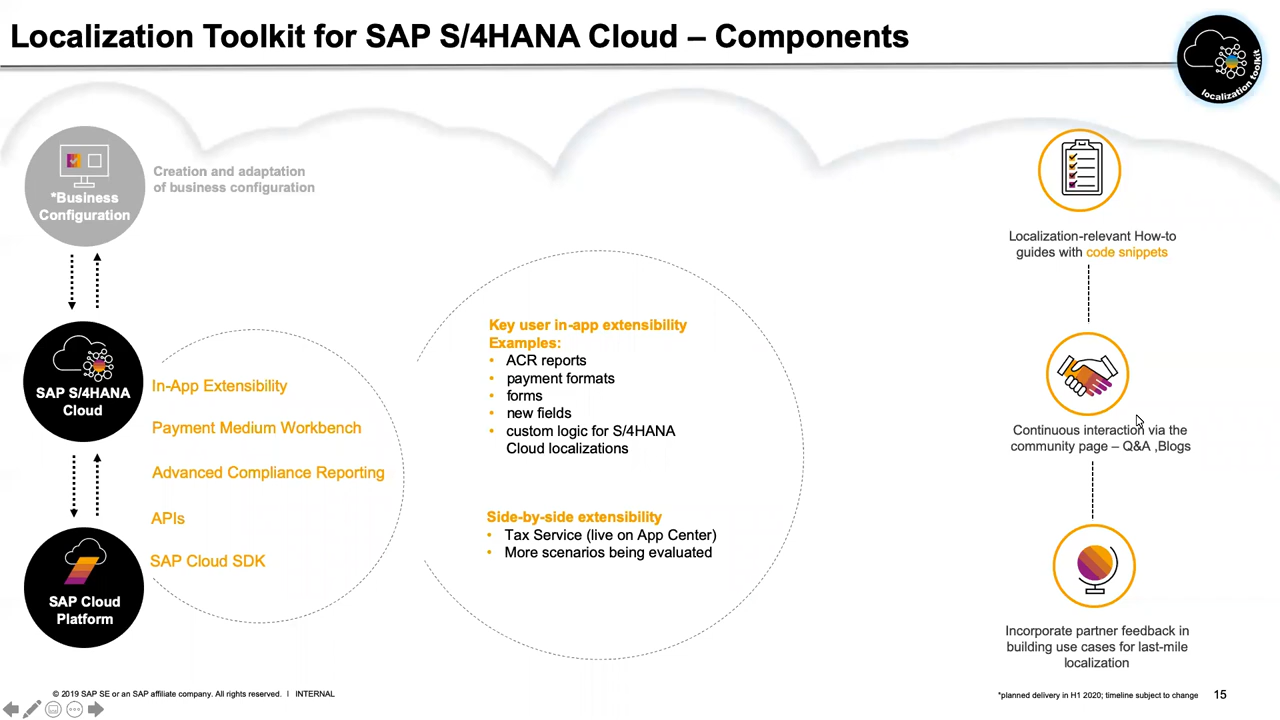 Localization Toolkit for SAP S/4HANA Cloud – Components
localization toolkit
*Business
Configuration
Creation and adaptation
of business configuration
SAP S/4HANA
Cloud
SAP Cloud
Platform
In-App Extensibility
Payment Medium Workbench
Advanced Compliance Reporting
APIs
SAP Cloud SDK
Key user in-app extensibility
Examples:
• ACR reports
• payment formats
• forms
• new fields
• custom logic for S/4HANA
Cloud localizations
Side-by-side extensibility
• Tax Service (live on App Center)
• More scenarios being evaluated
Localization-relevant How-to
guides with code snippets
Continuous interaction via the
community page – Q&A ,Blogs
Incorporate partner feedback in
building use cases for last-mile
localization
© 2019 SAP SE or an SAP affiliate company. All rights reserved. ǀ INTERNAL
*planned delivery in H1 2020; timeline subject to change
15